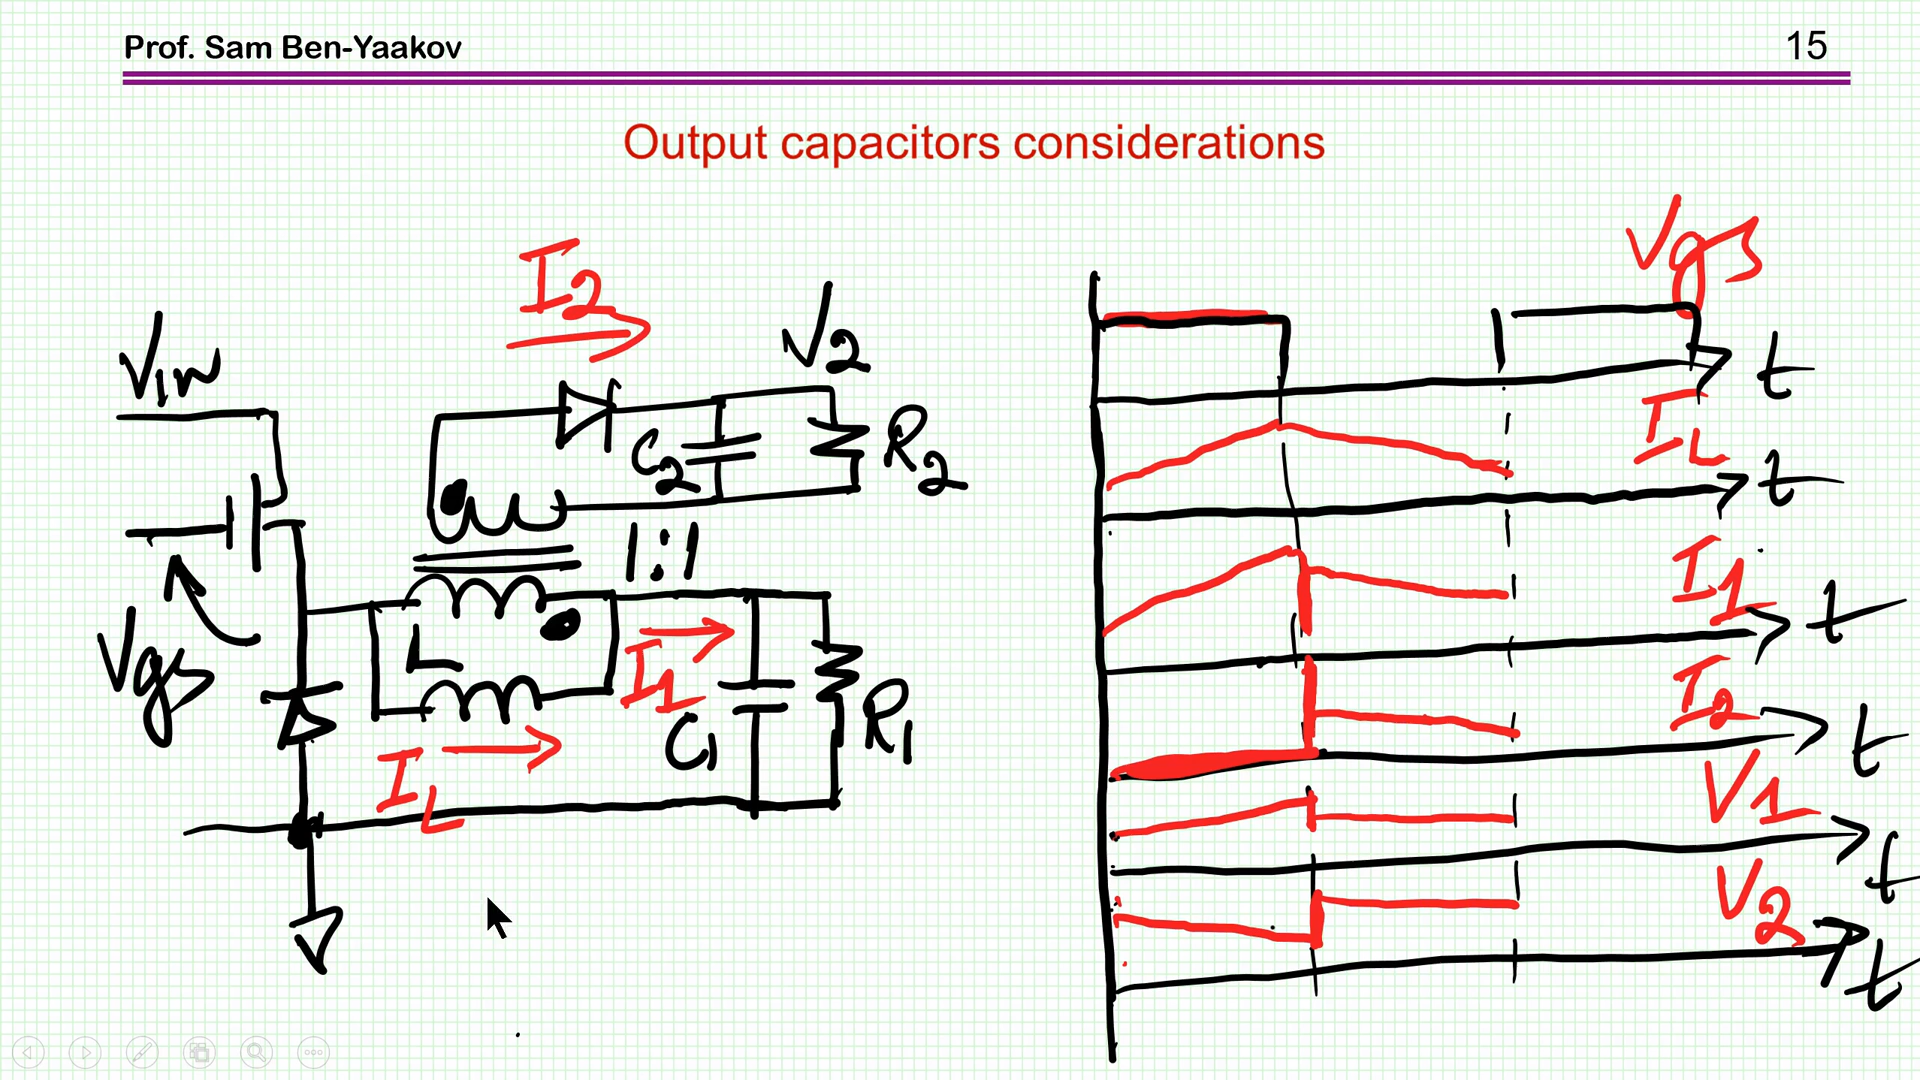 Prof. Sam Ben-Yaakov
15
Output capacitors considerations
Vgs
I2
V2
Vin
t
IL
C2
R2
t
1:1
I1
t
Vgs
L
I1
I2
C1
R1
t
IL
V1
t
V2
t